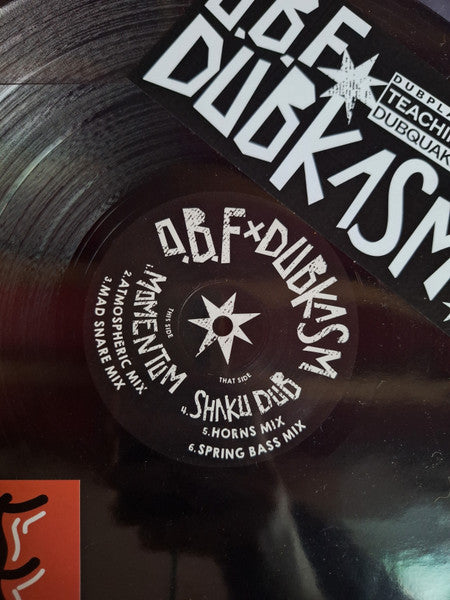 O.B.F
DUBKASM
DUBPLA
TEACHIN
DUBQUAK
O.B.F x DUBKASM
THIS SIDE
1. MOMENTUM
2. ATMOSPHERIC MIX
3. MAD SNARE MIX
THAT SIDE
4. SHAKU DUB
5. HORNS MIX
6. SPRING BASS MIX